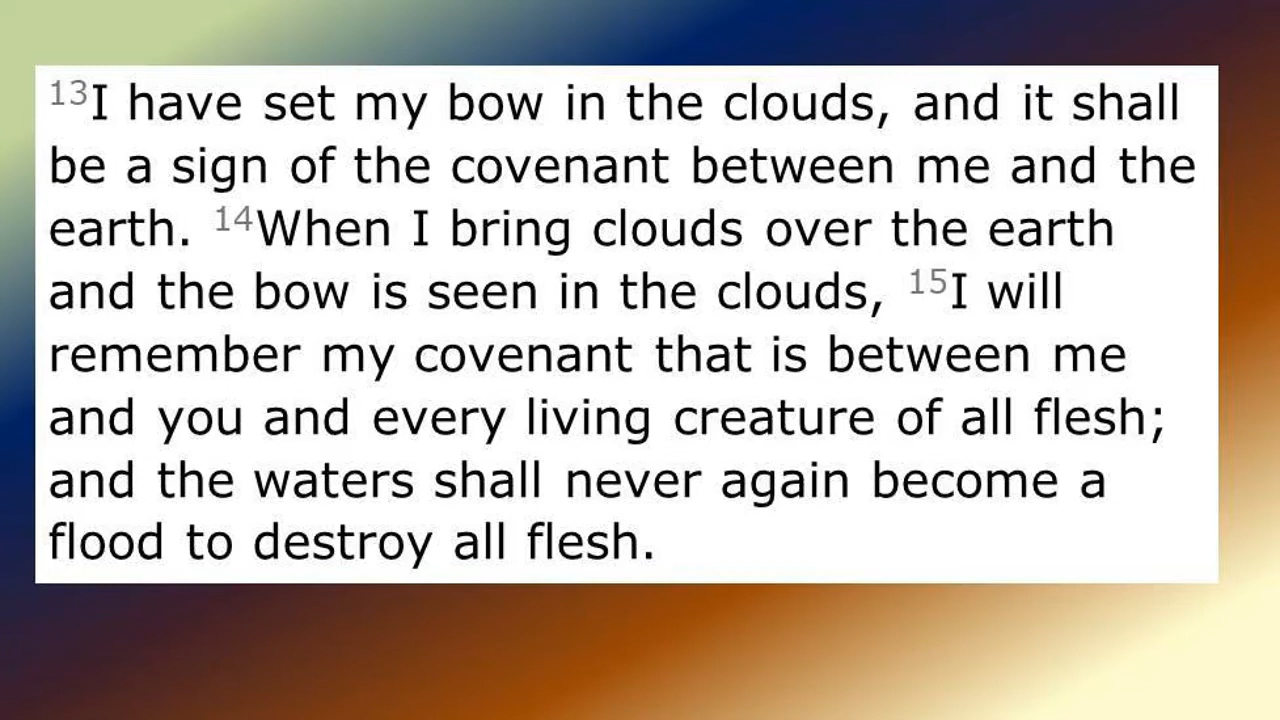 13I have set my bow in the clouds, and it shall
be a sign of the covenant between me and the
earth. 14When I bring clouds over the earth
and the bow is seen in the clouds, 15I will
remember my covenant that is between me
and you and every living creature of all flesh;
and the waters shall never again become a
flood to destroy all flesh.